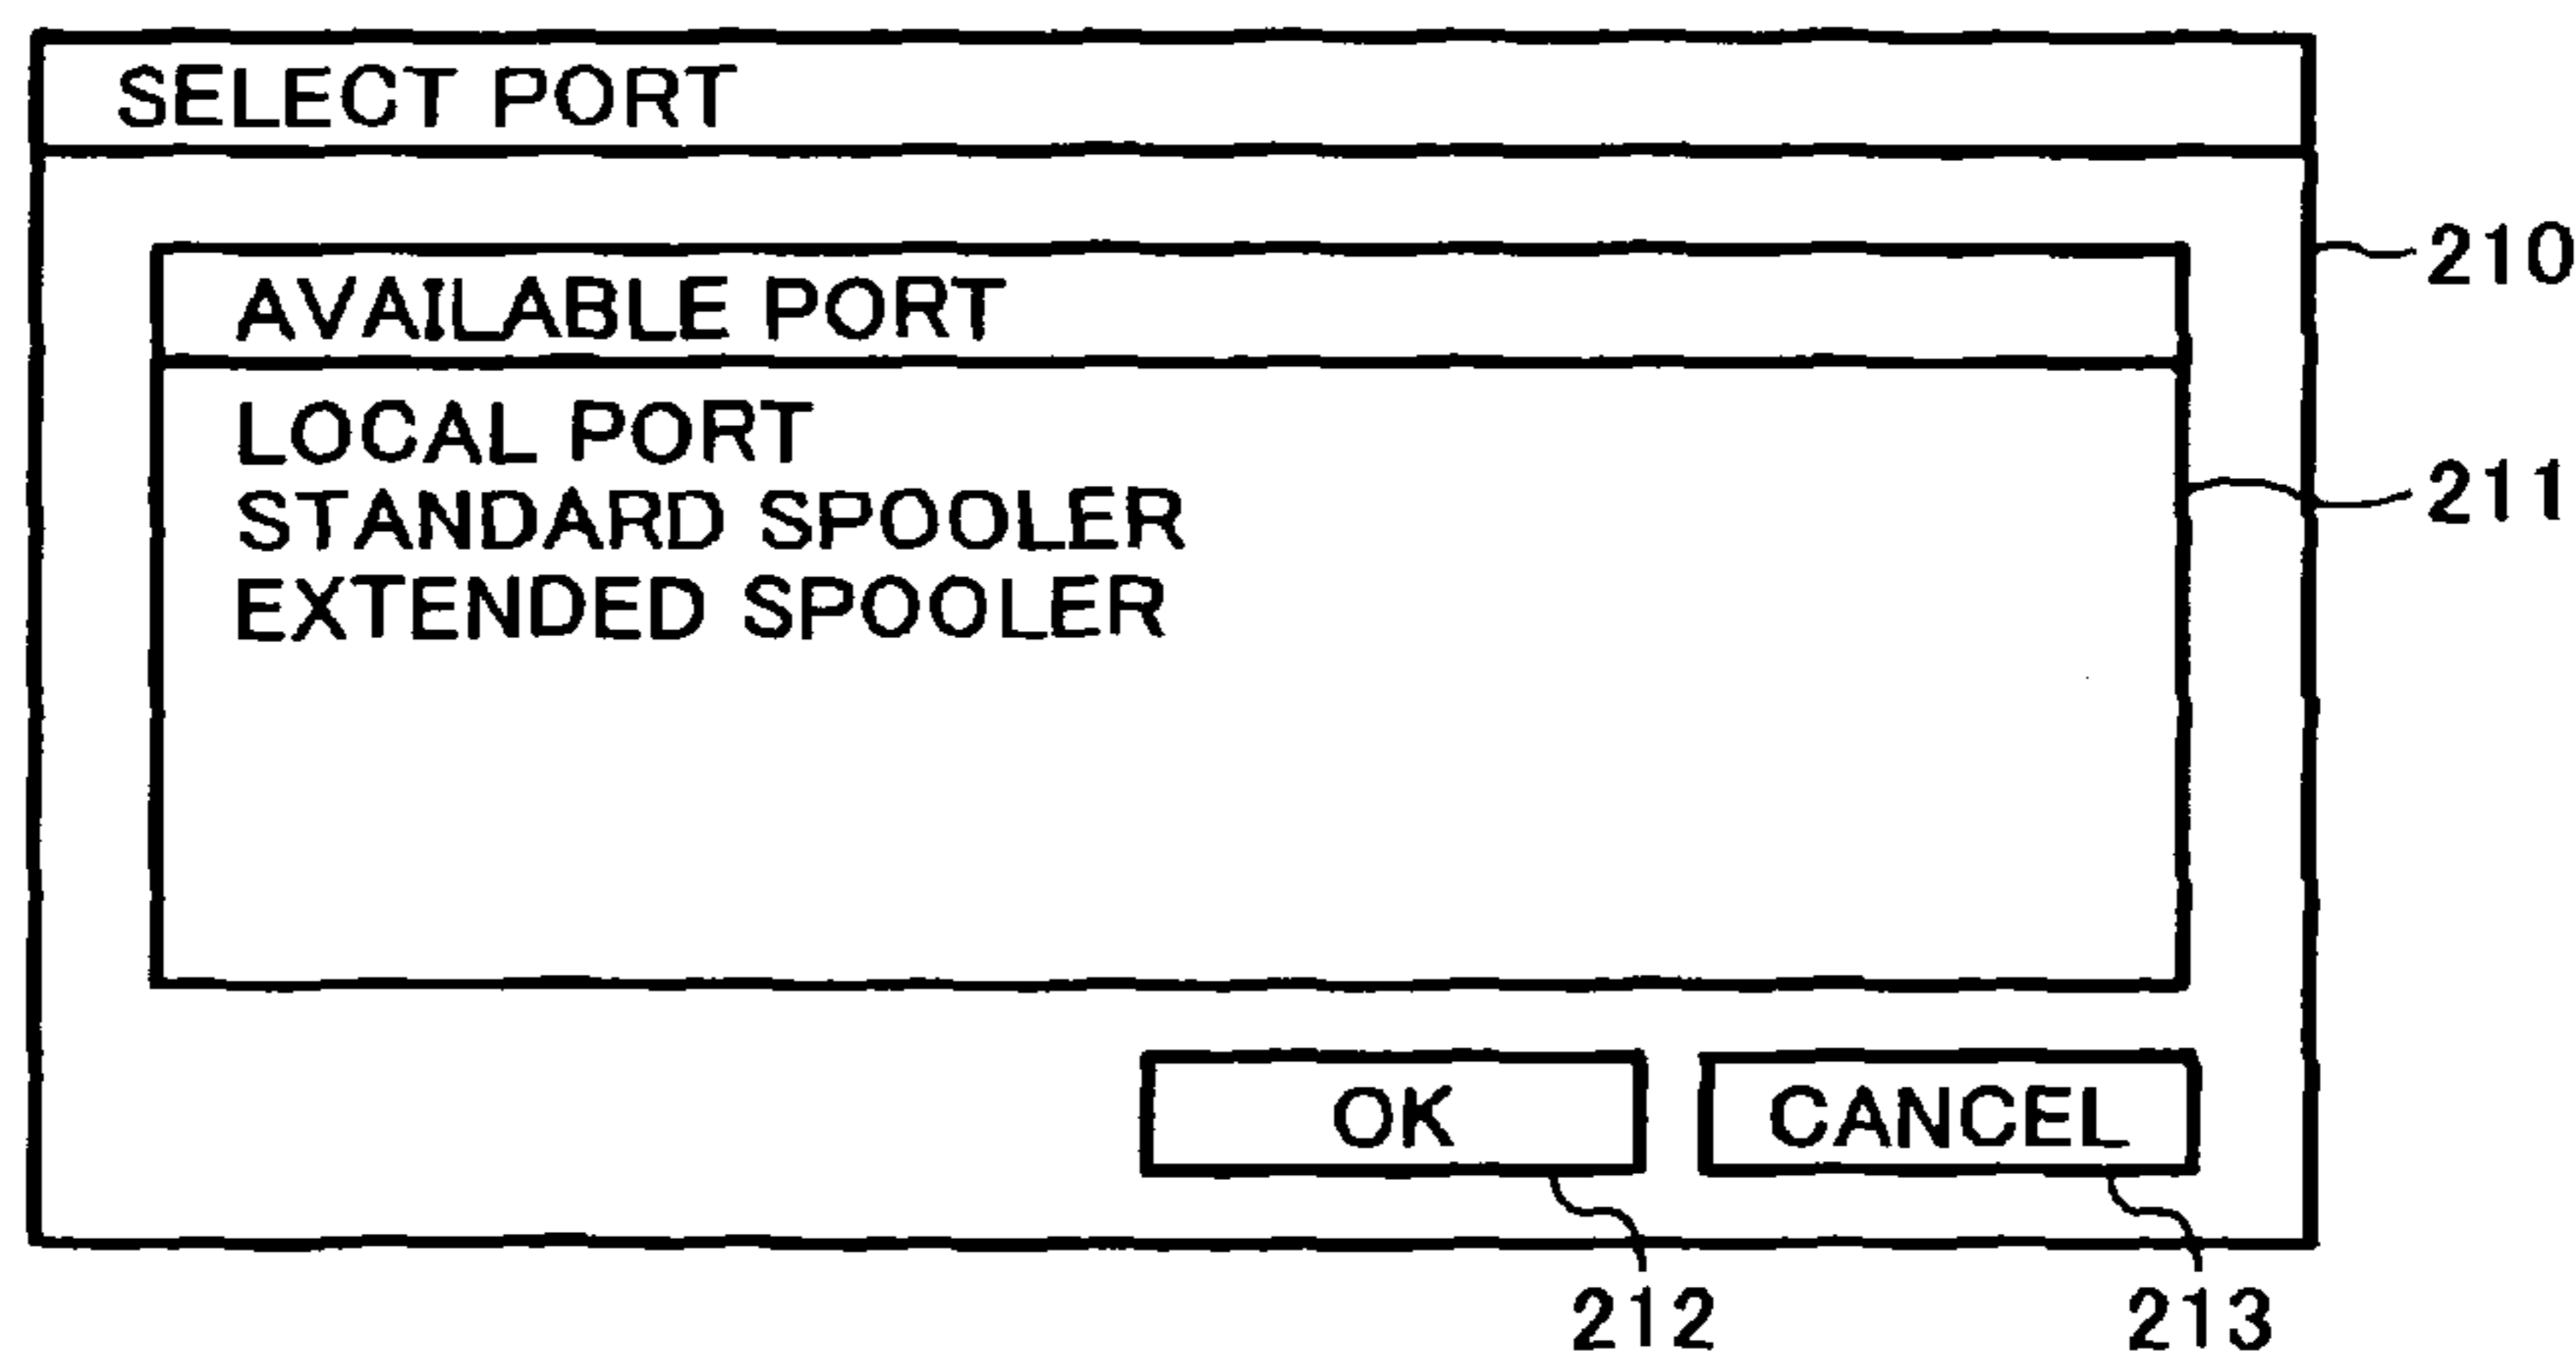 SELECT PORT
210
AVAILABLE PORT
LOCAL PORT
211
STANDARD SPOOLER
EXTENDED SPOOLER
OK
CANCEL
212
213